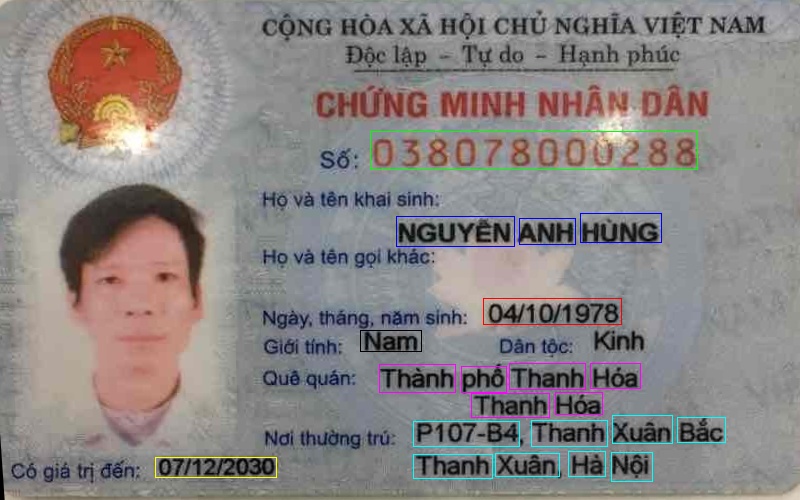 CỘNG HÒA XÃ HỘI CHỦ NGHĨA VIỆT NAM
Độc lập - Tự do - Hạnh phúc
CHỨNG MINH NHÂN DÂN
Số: 038078000288
Họ và tên khai sinh:
NGUYỄN ANH HÙNG
Họ và tên gọi khác:
Ngày, tháng, năm sinh: 04/10/1978
Giới tính: Nam Dân tộc: Kinh
Quê quán: Thành phố Thanh Hóa
Thanh Hóa
Nơi thường trú: P107-B4, Thanh Xuân Bắc
Thanh Xuân, Hà Nội
Có giá trị đến: 07/12/2030